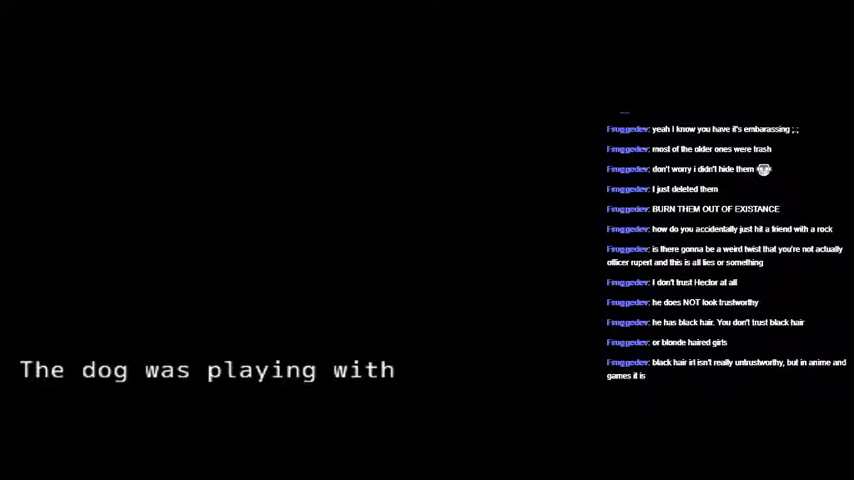 The dog was playing with
Froggedev: yeah I know you have it's embarassing ; ;
Froggedev: most of the older ones were trash
Froggedev: don't worry i didn't hide them
Froggedev: I just deleted them
Froggedev: BURN THEM OUT OF EXISTANCE
Froggedev: how do you accidentally just hit a friend with a rock
Froggedev: is there gonna be a weird twist that you're not actually
officer rupert and this is all lies or something
Froggedev: I don't trust Hector at all
Froggedev: he does NOT look trustworthy
Froggedev: he has black hair. You don't trust black hair
Froggedev: or blonde haired girls
Froggedev: black hair irl isn't really untrustworthy, but in anime and
games it is